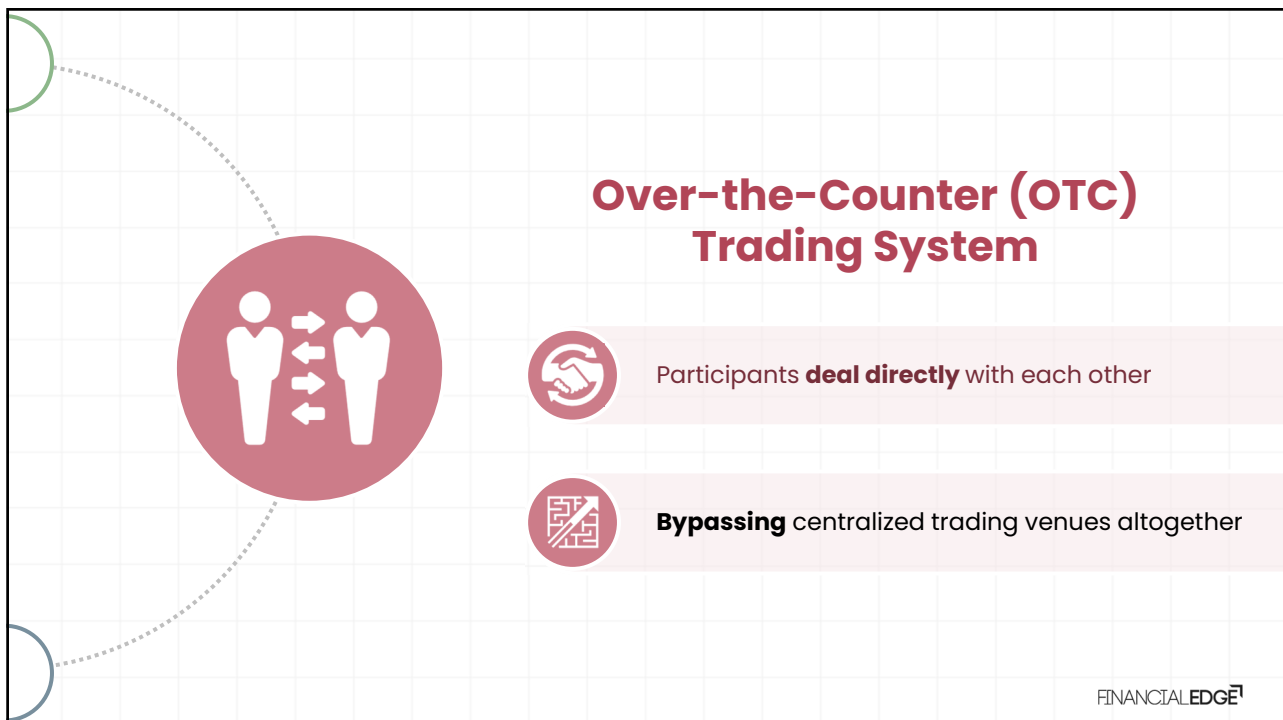 Over-the-Counter (OTC)
Trading System
Participants deal directly with each other
Bypassing centralized trading venues altogether
FINANCIALEDGE